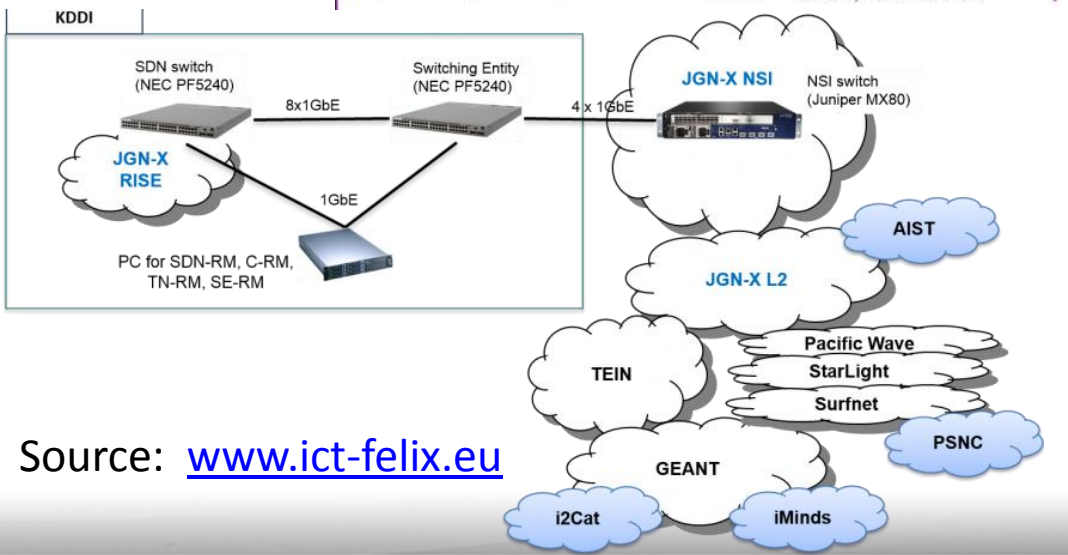 KDDI
SDN switch
(NEC PF5240)
Switching Entity
(NEC PF5240)
JGN-X NSI
NSI switch
(Juniper MX80)
8x1GbE
4 x 1GbE
JGN-X
RISE
1GbE
PC for SDN-RM, C-RM,
TN-RM, SE-RM
AIST
JGN-X L2
Pacific Wave
TEIN
StarLight
Surfnet
PSNC
Source: www.ict-felix.eu
GEANT
i2Cat
iMinds